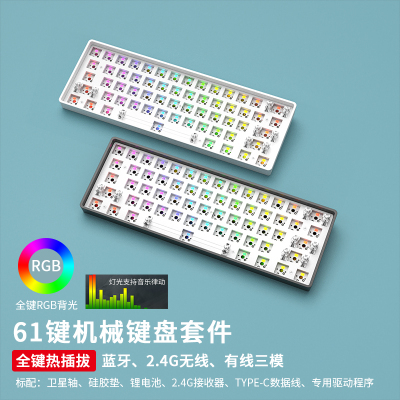 RGB
灯光支持音乐律动
全键RGB背光
61键机械键盘套件
全键热插拔 蓝牙、2.4G无线、有线三模
标配：卫星轴、硅胶垫、锂电池、2.4G接收器、TYPE-C数据线、专用驱动程序